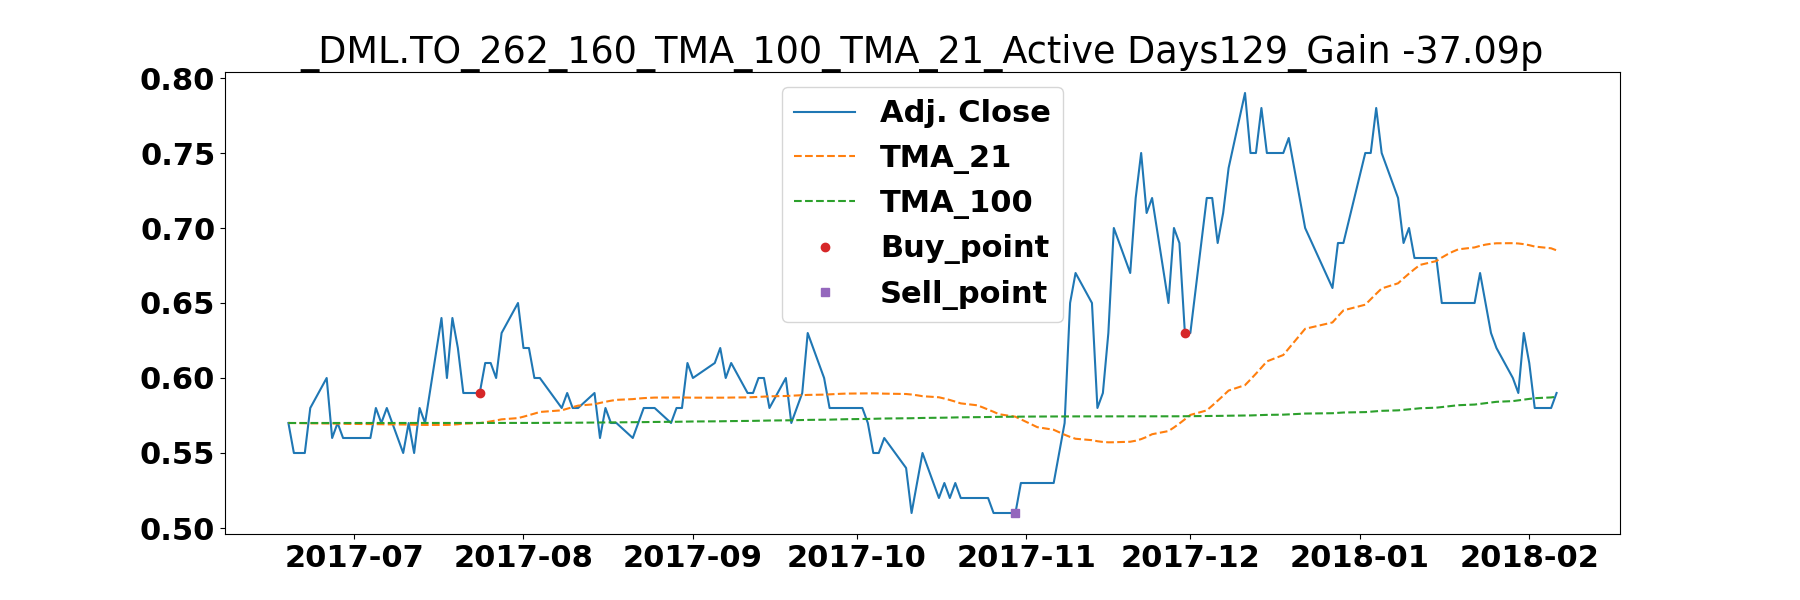 _DML.TO_262_160_TMA_100_TMA_21_Active Days129_Gain -37.09p
0.80
0.75
0.70
0.65
0.60
0.55
0.50
Adj. Close
TMA_21
TMA_100
Buy_point
Sell_point
2017-07 2017-08 2017-09 2017-10 2017-11 2017-12 2018-01 2018-02